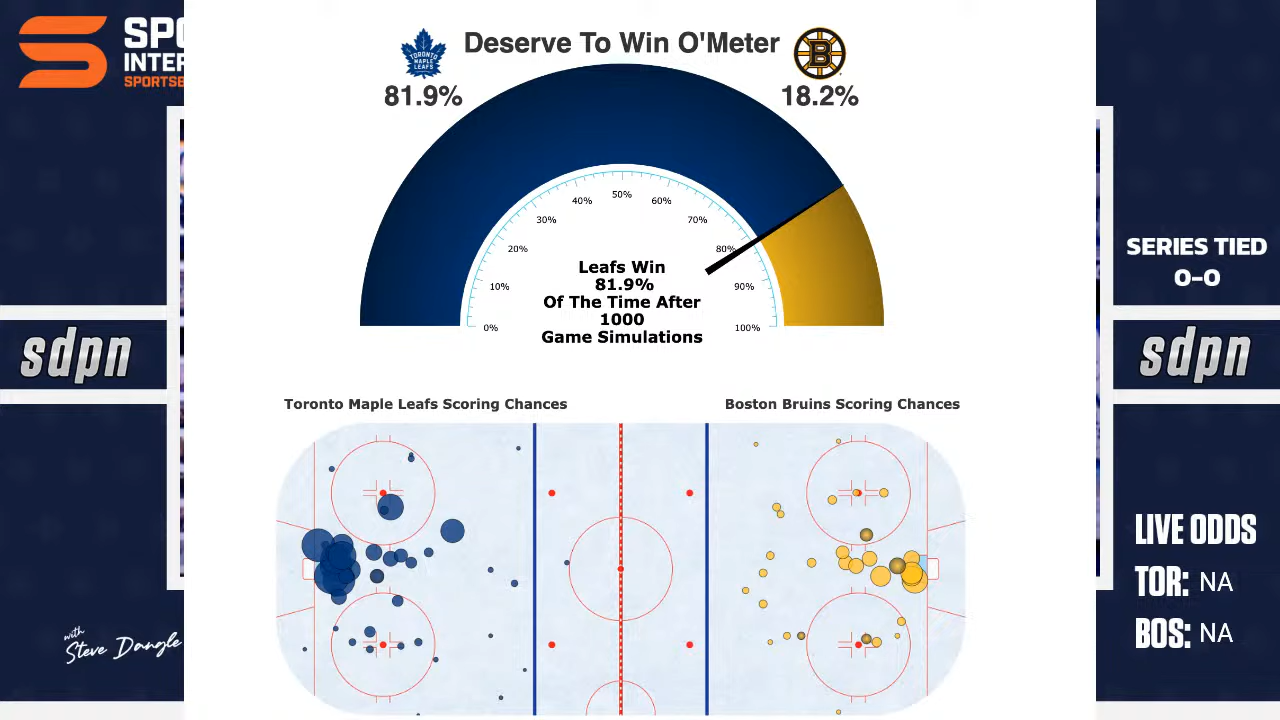 SPO
INTER
SPORTSB
TORONTO
MAPLE
LEAFS
Deserve To Win O'Meter
B
81.9%
18.2%
0%
10%
20%
30%
40%
50%
60%
70%
80%
90%
100%
Leafs Win
81.9%
Of The Time After
1000
Game Simulations
SERIES TIED
0-0
sdpn
sdpn
Toronto Maple Leafs Scoring Chances
Boston Bruins Scoring Chances
LIVE ODDS
TOR: NA
BOS: NA
with
Steve Dangle